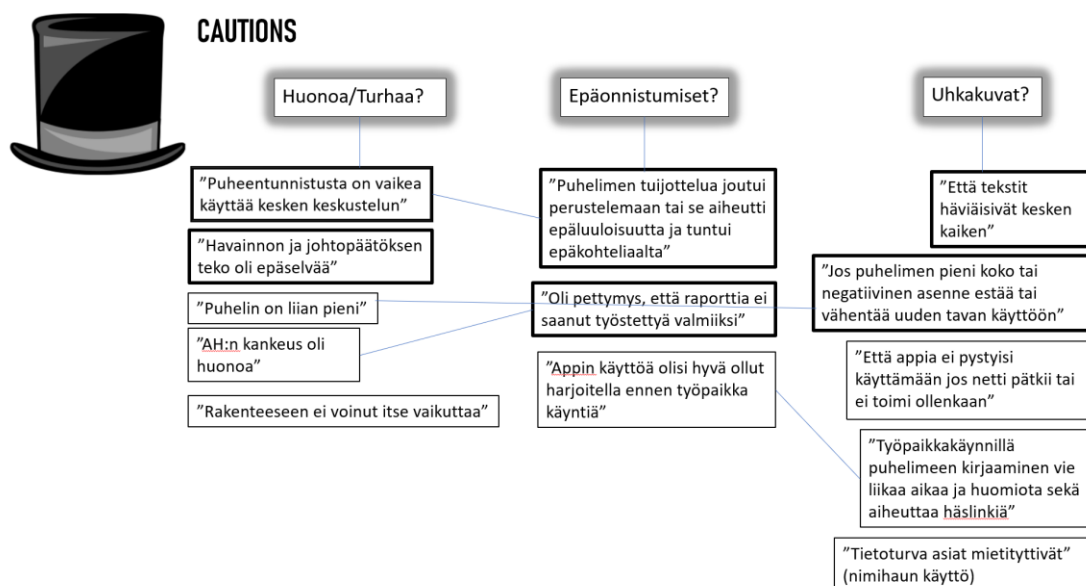 CAUTIONS
Huonoa/Turhaa?
Epäonnistumiset?
Uhkakuvat?
”Puheentunnistusta on vaikea
käyttää kesken keskustelun”
”Havainnon ja johtopäätöksen
teko oli epäselvää”
”Puhelin on liian pieni”
”AH:n kankeus oli
huonoa”
”Rakenteeseen ei voinut itse vaikuttaa”
”Puhelimen tuijottelua joutui
perustelemaan tai se aiheutti
epäluuloisuutta ja tuntui
epäkohteliaalta”
”Oli pettymys, että raporttia ei
saanut työstettyä valmiiksi”
”Appin käyttöä olisi hyvä ollut
harjoitella ennen työpaikka
käyntiä”
”Että tekstit
häviäisivät kesken
kaiken”
”Jos puhelimen pieni koko tai
negatiivinen asenne estää tai
vähentää uuden tavan käyttöön”
”Että appia ei pystyisi
käyttämään jos netti pätkii tai
ei toimi ollenkaan”
”Työpaikkakäynnillä
puhelimeen kirjaaminen vie
liikaa aikaa ja huomiota sekä
aiheuttaa häslinkiä”
”Tietoturva asiat mietityttivät”
(nimihaun käyttö)